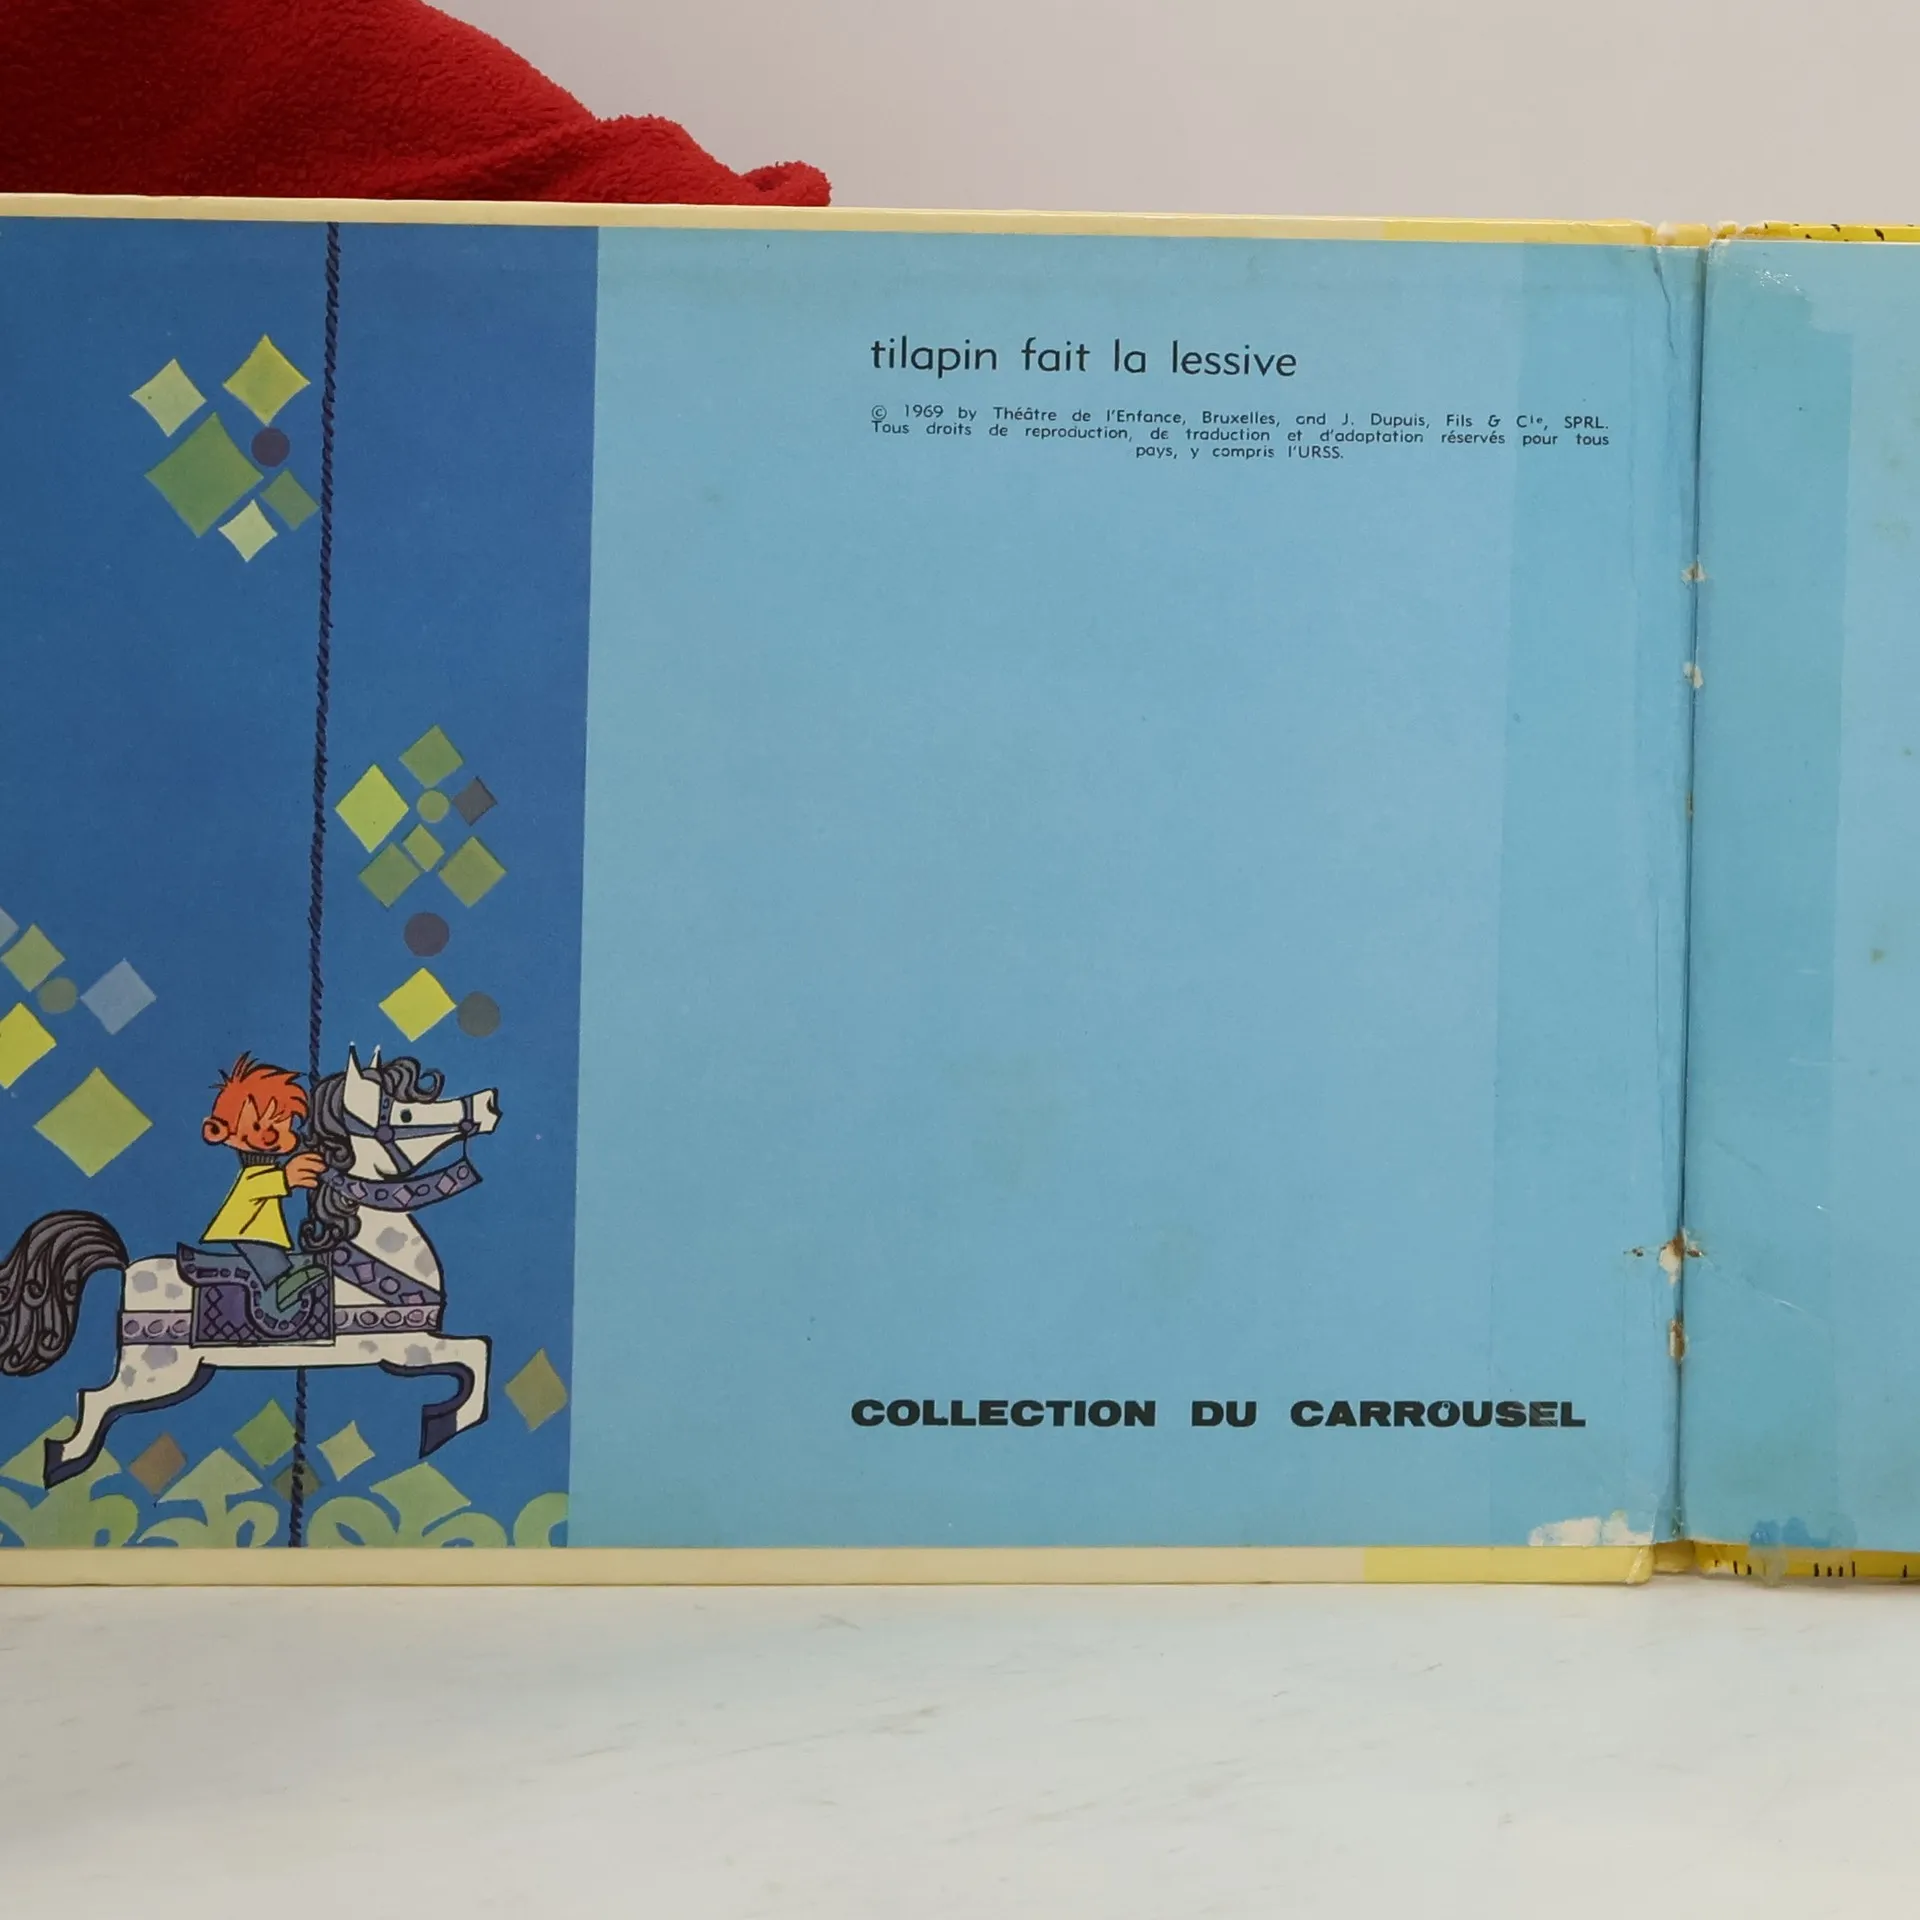 tilapin fait la lessive
© 1969 by Théâtre de l'Enfance, Bruxelles, and J. Dupuis, Fils & Cie, SPRL.
Tous droits de reproduction, de traduction et d'adaptation réservés pour tous
pays, y compris l'URSS.
COLLECTION DU CARROUSEL